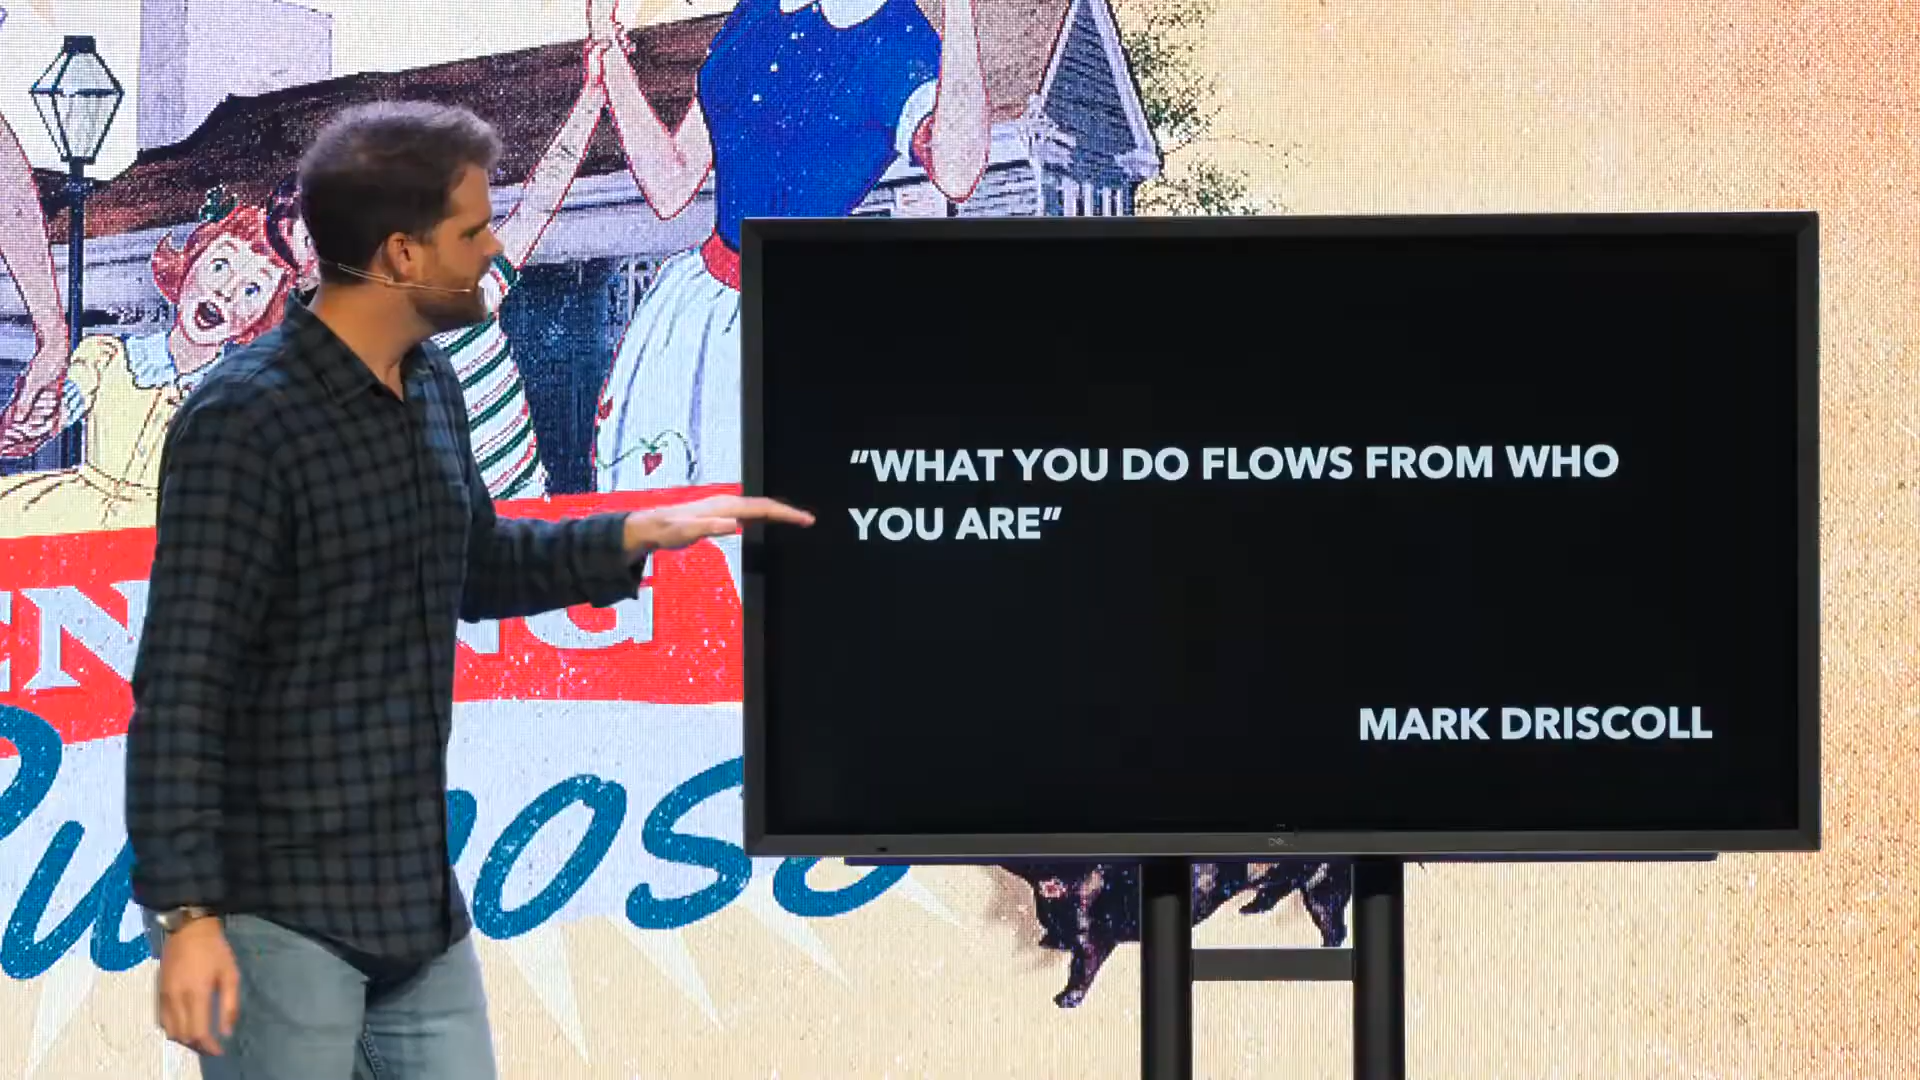 “WHAT YOU DO FLOWS FROM WHO
YOU ARE”
MARK DRISCOLL